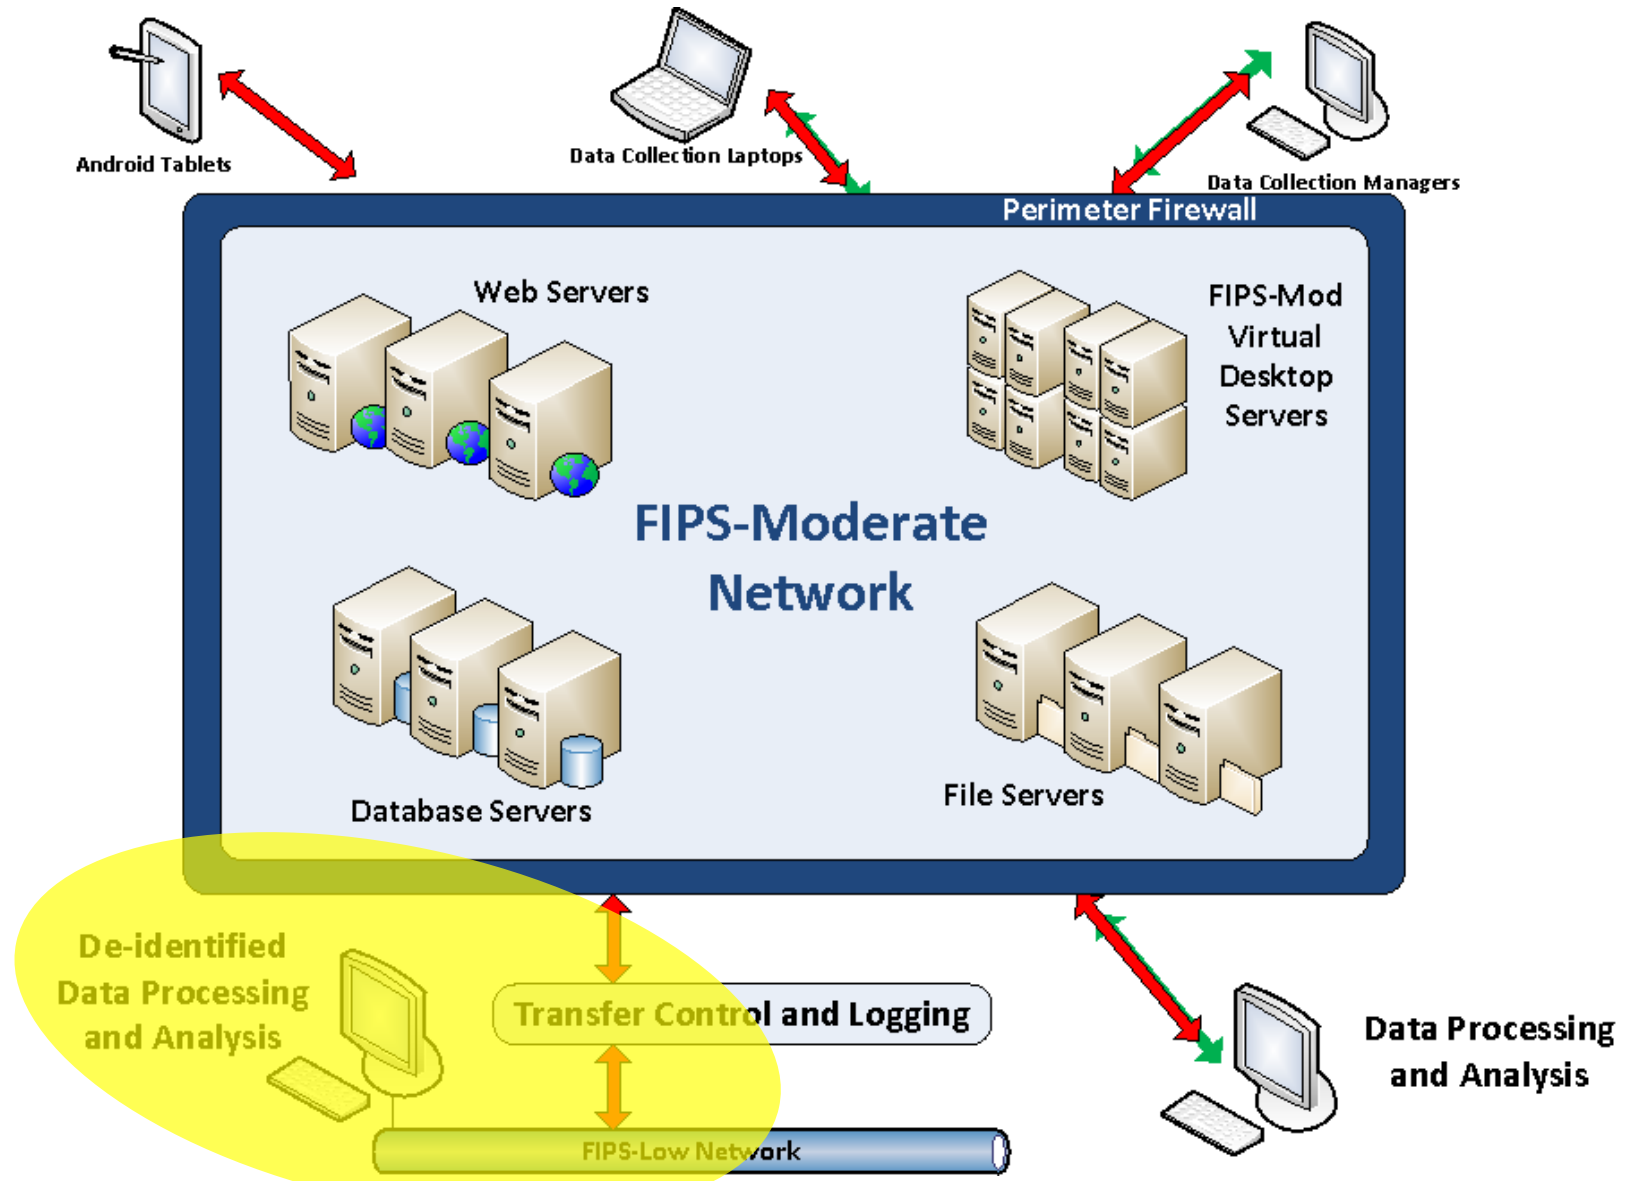 Android Tablets
Data Collection Laptops
Data Collection Managers
Perimeter Firewall
Web Servers
FIPS-Mod
Virtual
Desktop
Servers
FIPS-Moderate
Network
Database Servers
File Servers
De-identified
Data Processing
and Analysis
Transfer Control and Logging
Data Processing
and Analysis
FIPS-Low Network